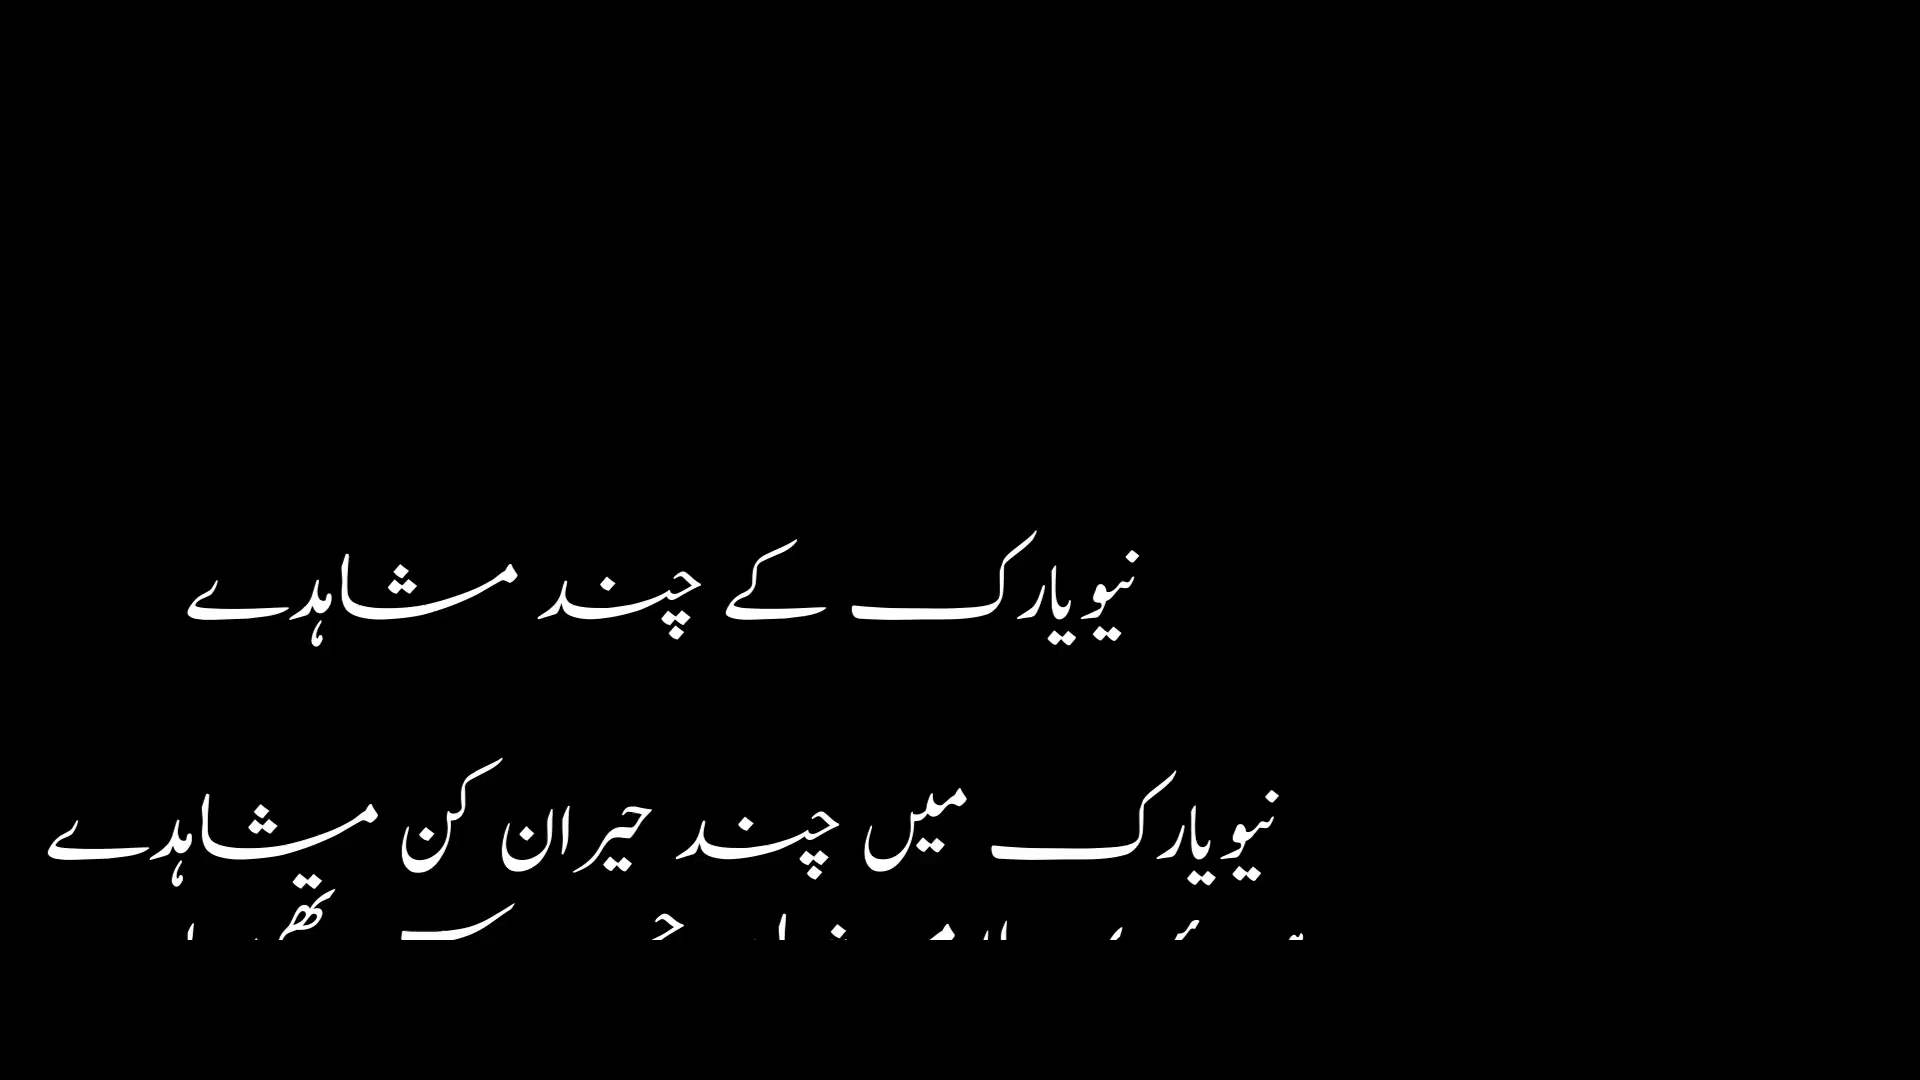 نیویارک کے چند مشاہدے
نیویارک میں چند حیران کن مشاہدے